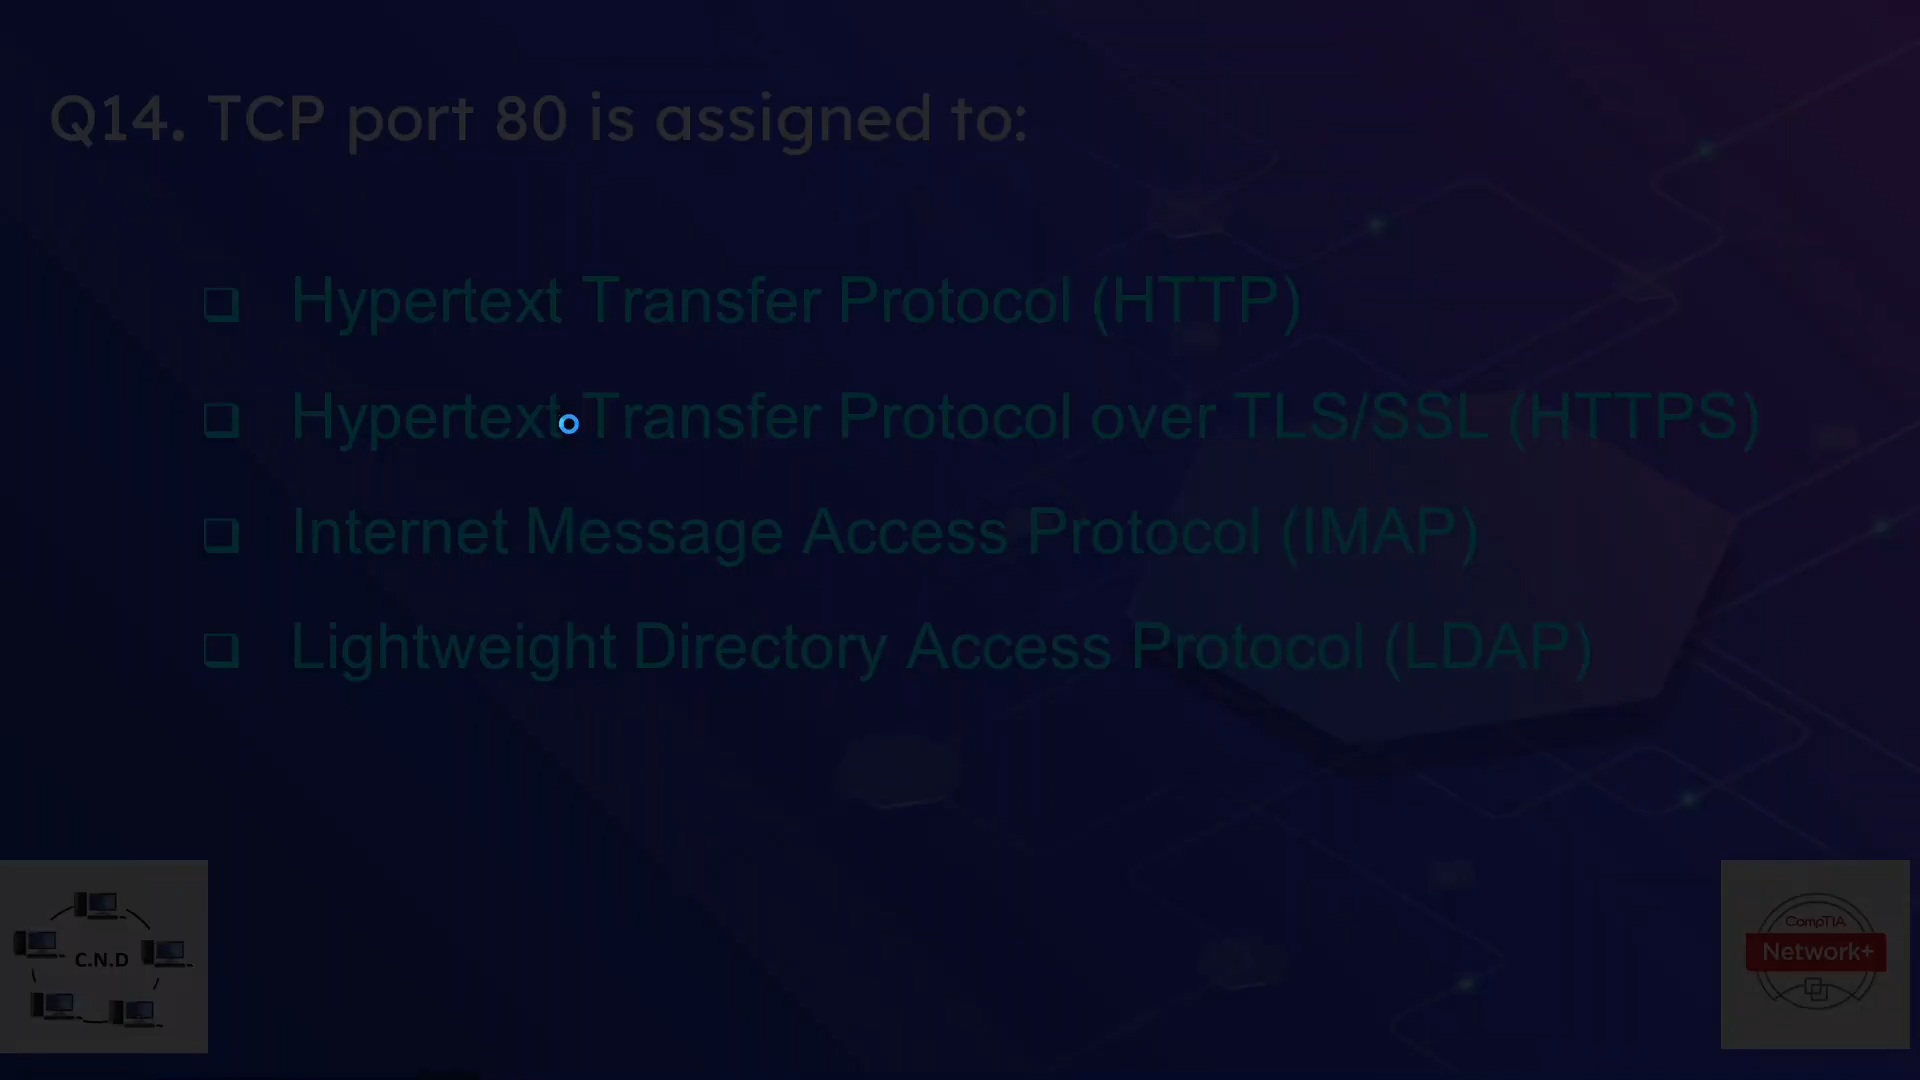 Q14. TCP port 80 is assigned to:
Hypertext Transfer Protocol (HTTP)
Hypertext Transfer Protocol over TLS/SSL (HTTPS)
Internet Message Access Protocol (IMAP)
Lightweight Directory Access Protocol (LDAP)
C.N.D
CompTIA
Network+